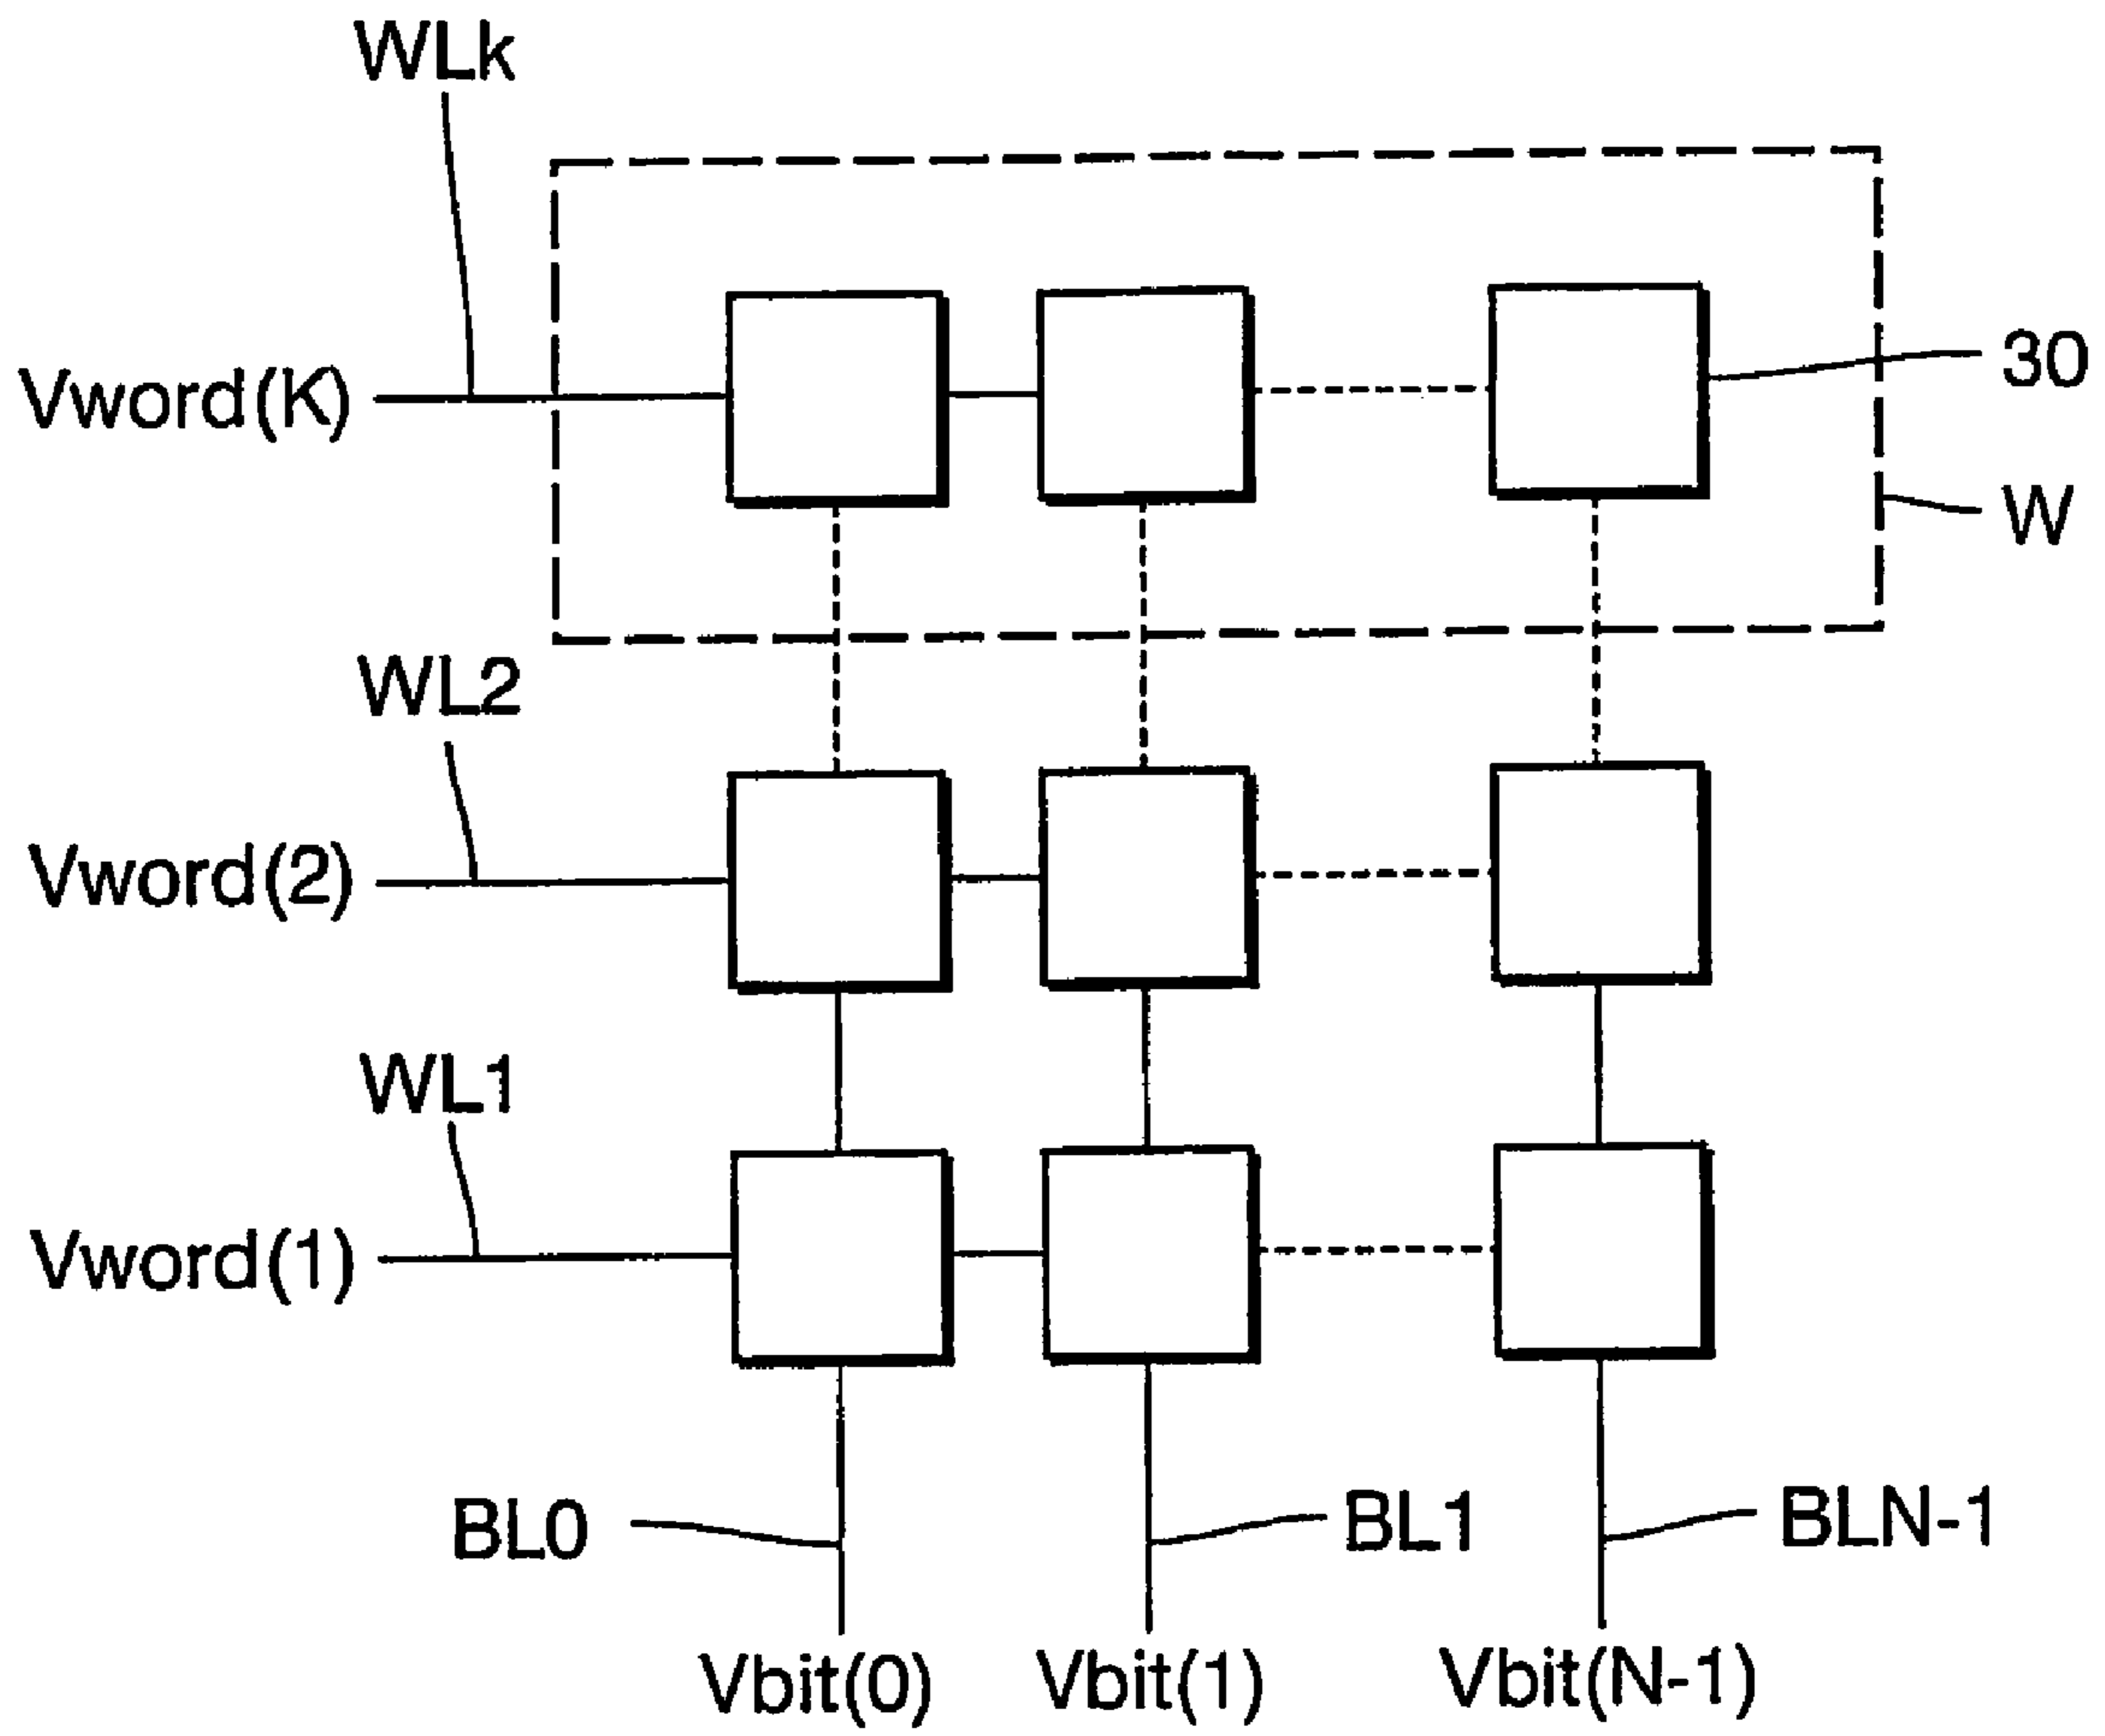 WLk
Vword(K)
30
W
WL2
Vword(2)
WL1
Vword(1)
BL0
BL1
BLN-1
Vbit(0)
Vbit(1)
Vbit(N-1)